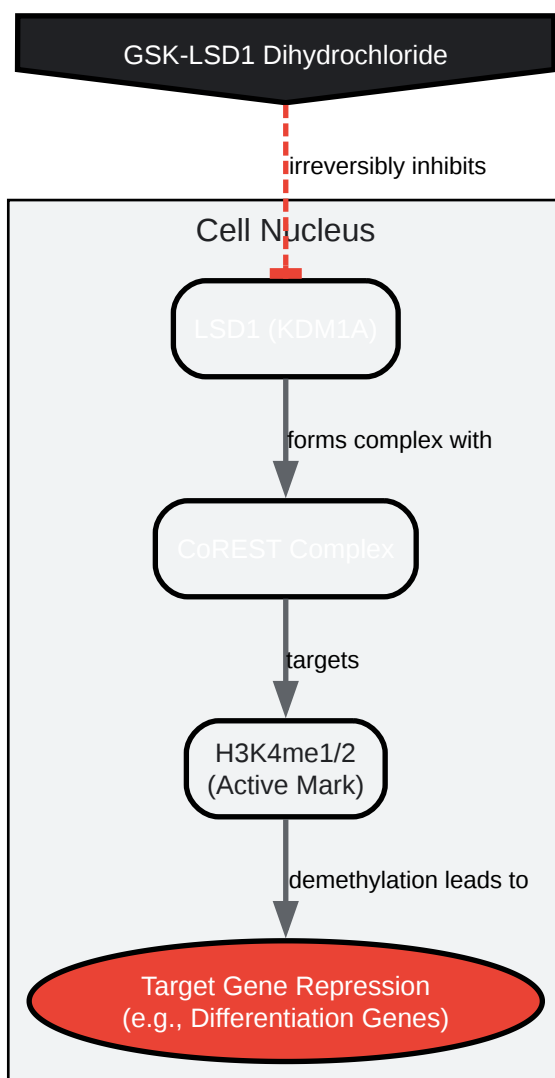 GSK-LSD1 Dihydrochloride
irreversibly inhibits
Cell Nucleus
LSD1 (KDM1A)
forms complex with
CoREST Complex
targets
H3K4me1/2
(Active Mark)
demethylation leads to
Target Gene Repression
(e.g., Differentiation Genes)